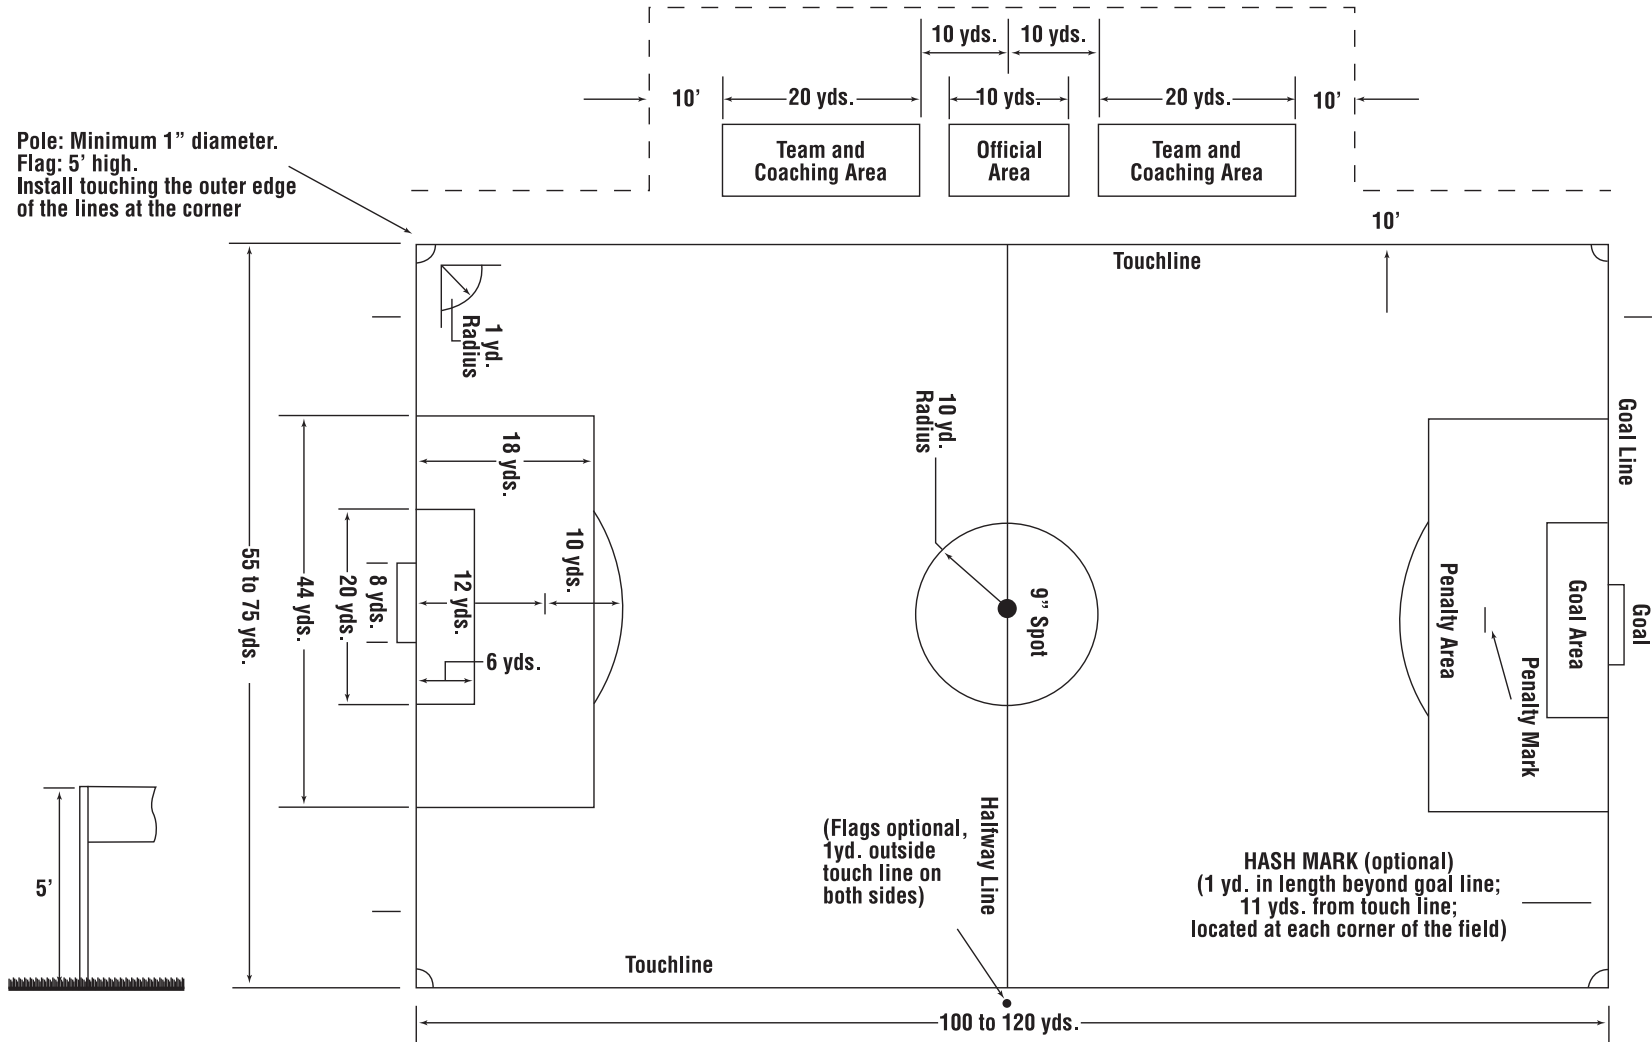 10 yds.
10 yds.
10’
20 yds.
10 yds.
20 yds.
10’
Team and
Coaching Area
Official
Area
Team and
Coaching Area
Pole: Minimum 1” diameter.
Flag: 5’ high.
Install touching the outer edge
of the lines at the corner
10’
Touchline
1 yd.
Radius
10 yd.
Radius
Goal Line
18 yds.
10 yds.
12 yds.
6 yds.
8 yds.
20 yds.
44 yds.
55 to 75 yds.
9” Spot
Penalty Area
Goal Area
Goal
Penalty Mark
Halfway Line
(Flags optional,
1yd. outside
touch line on
both sides)
HASH MARK (optional)
(1 yd. in length beyond goal line;
11 yds. from touch line;
located at each corner of the field)
5’
Touchline
100 to 120 yds.